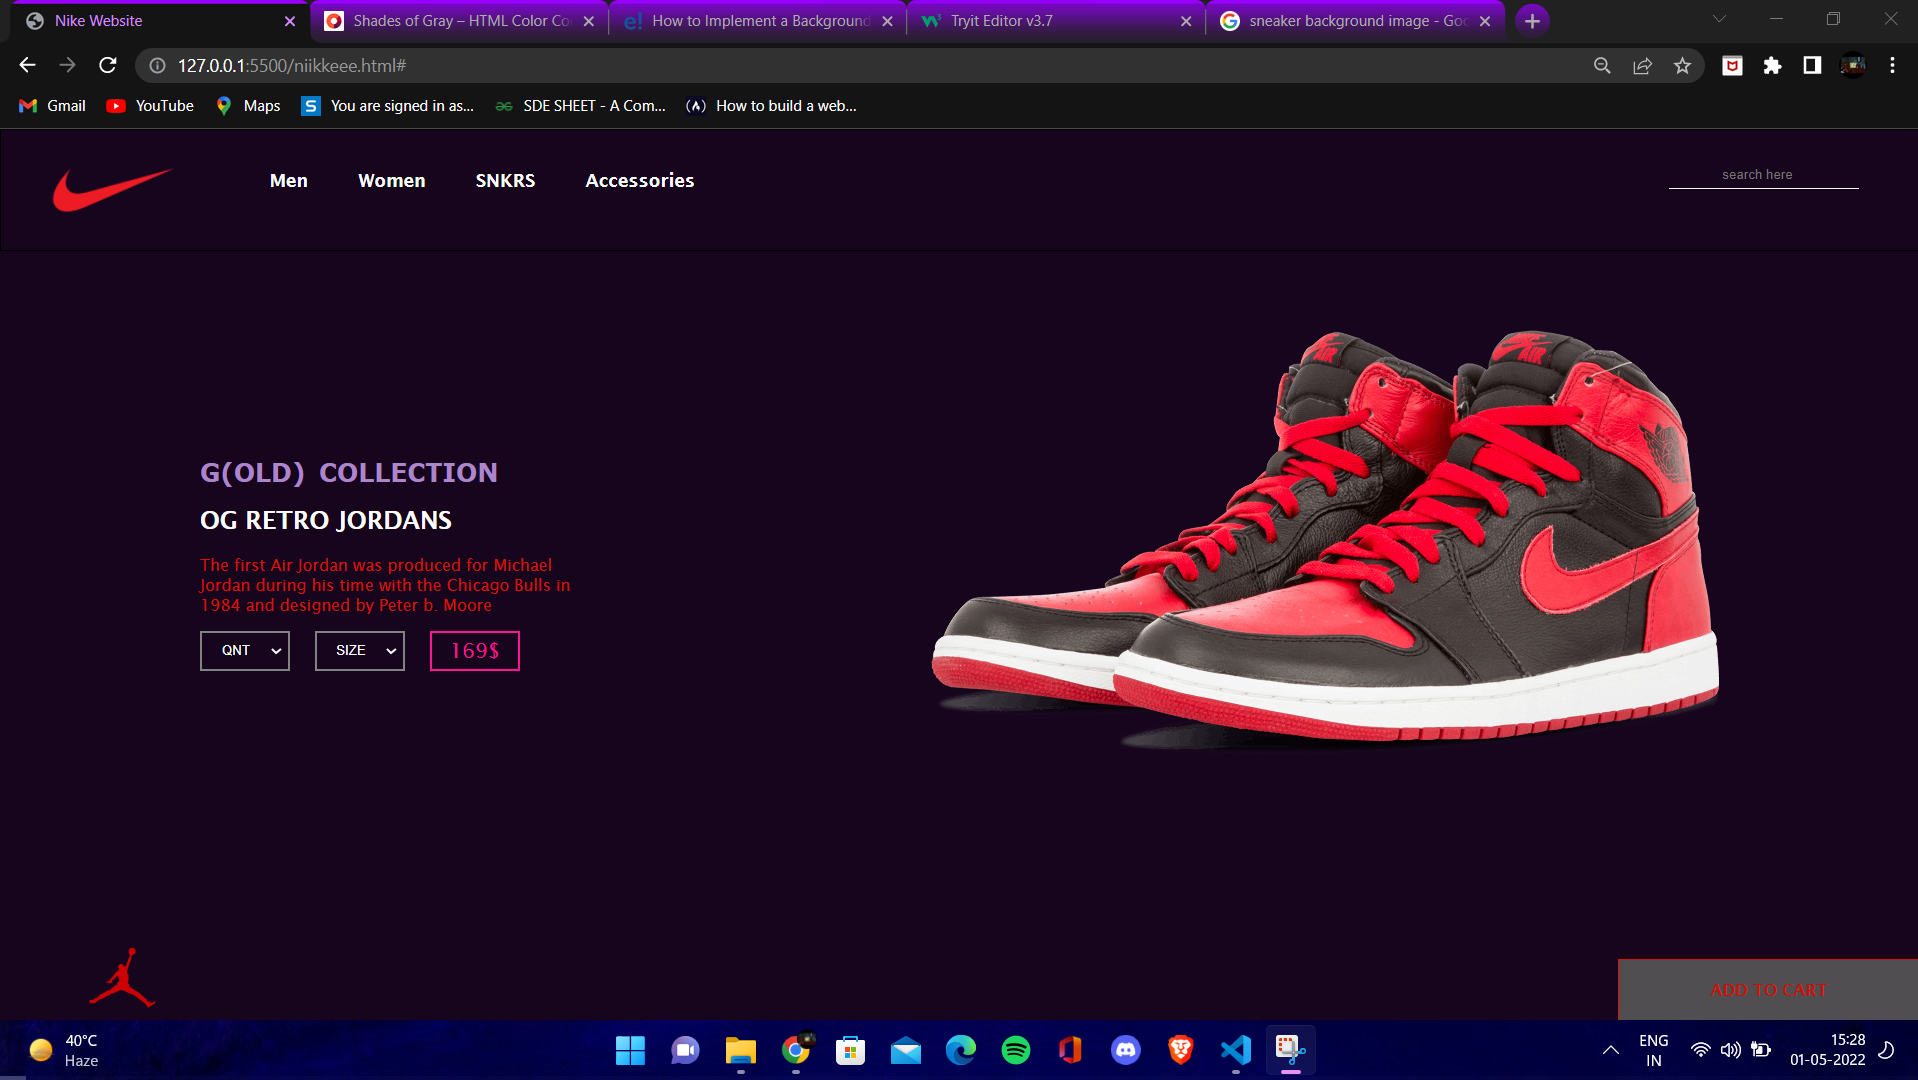 Nike Website
Shades of Gray – HTML Color Co
How to Implement a Background
Tryit Editor v3.7
sneaker background image - Goo
127.0.0.1:5500/niikkeee.html#
Gmail
YouTube
Maps
You are signed in as...
SDE SHEET - A Com...
How to build a web...
Men
Women
SNKRS
Accessories
search here
G(OLD) COLLECTION
OG RETRO JORDANS
The first Air Jordan was produced for Michael
Jordan during his time with the Chicago Bulls in
1984 and designed by Peter b. Moore
QNT
SIZE
169$
AIR
AIR
ADD TO CART
40°C
Haze
ENG
IN
15:28
01-05-2022